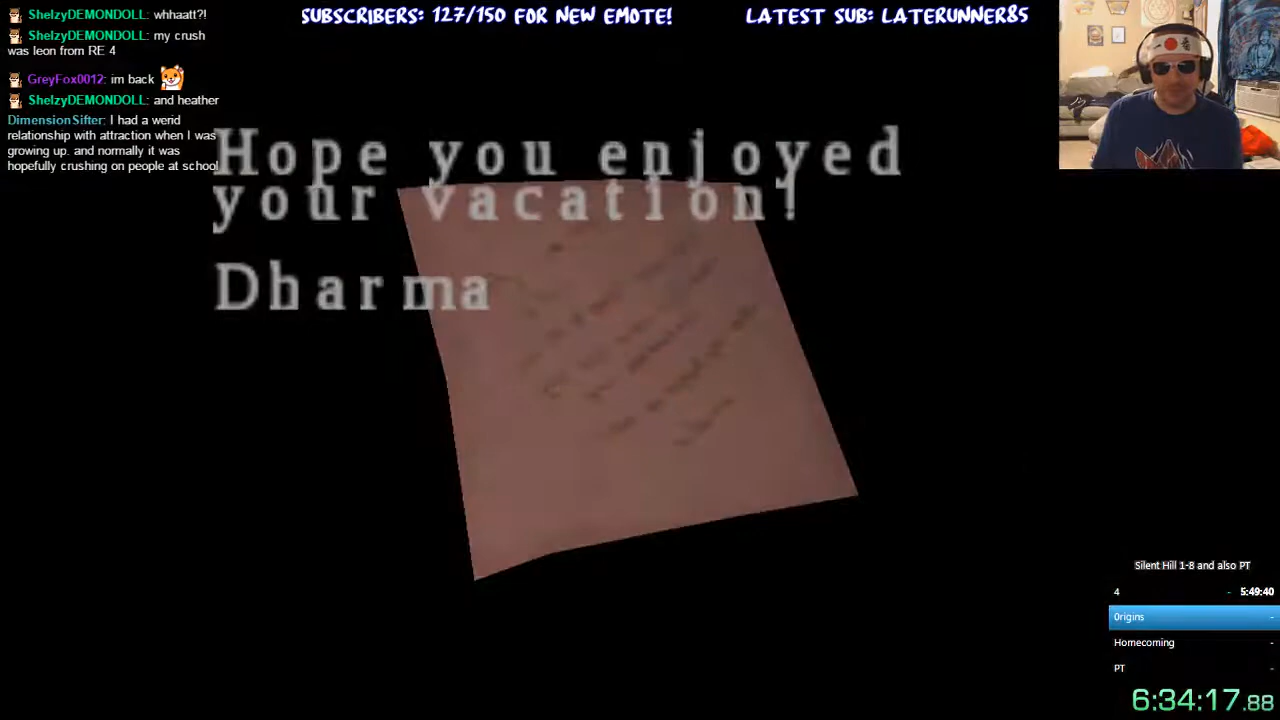 SUBSCRIBERS: 127/150 FOR NEW EMOTE!
LATEST SUB: LATERUNNER85
ShelzyDEMONDOLL: whhaatt?!
ShelzyDEMONDOLL: my crush
was leon from RE 4
GreyFox0012: im back
ShelzyDEMONDOLL: and heather
DimensionSifter: I had a werid
relationship with attraction when I was
growing up. and normally it was
hopefully crushing on people at school
Hope you enjoyed
your vacation!
Dharma
Silent Hill 1-8 and also PT
4 - 5:49:40
0rigins -
Homecoming -
PT -
6:34:17.88